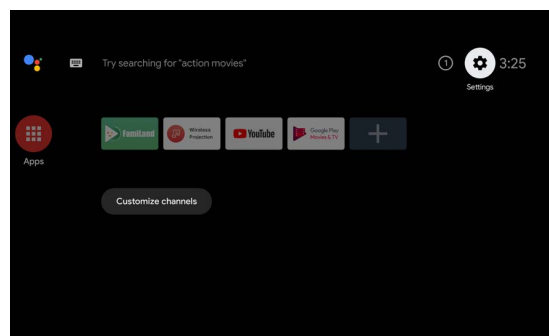 Try searching for "action movies"
1
3:25
Settings
FamiLand
Wireless
Projection
YouTube
Google Play
Movies & TV
Apps
Customize channels